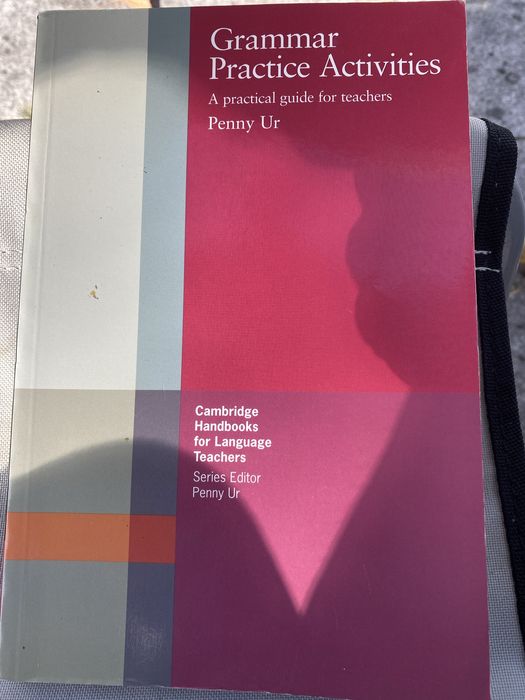 Grammar
Practice Activities
A practical guide for teachers
Penny Ur
Cambridge
Handbooks
for Language
Teachers
Series Editor
Penny Ur